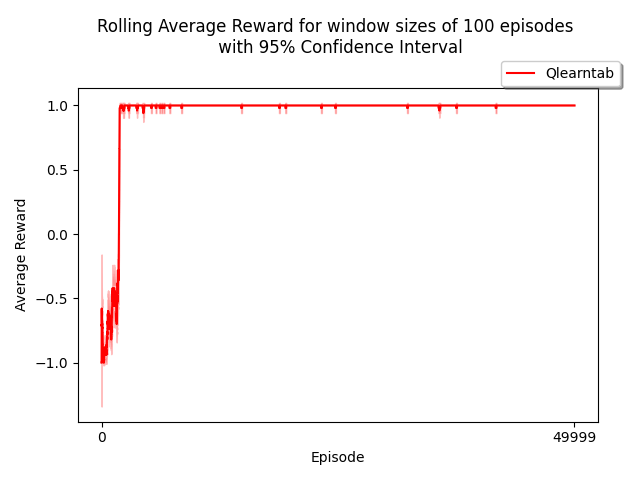 Rolling Average Reward for window sizes of 100 episodes
with 95% Confidence Interval
Qlearntab
1.0
0.5
0.0
−0.5
−1.0
Average Reward
0
49999
Episode